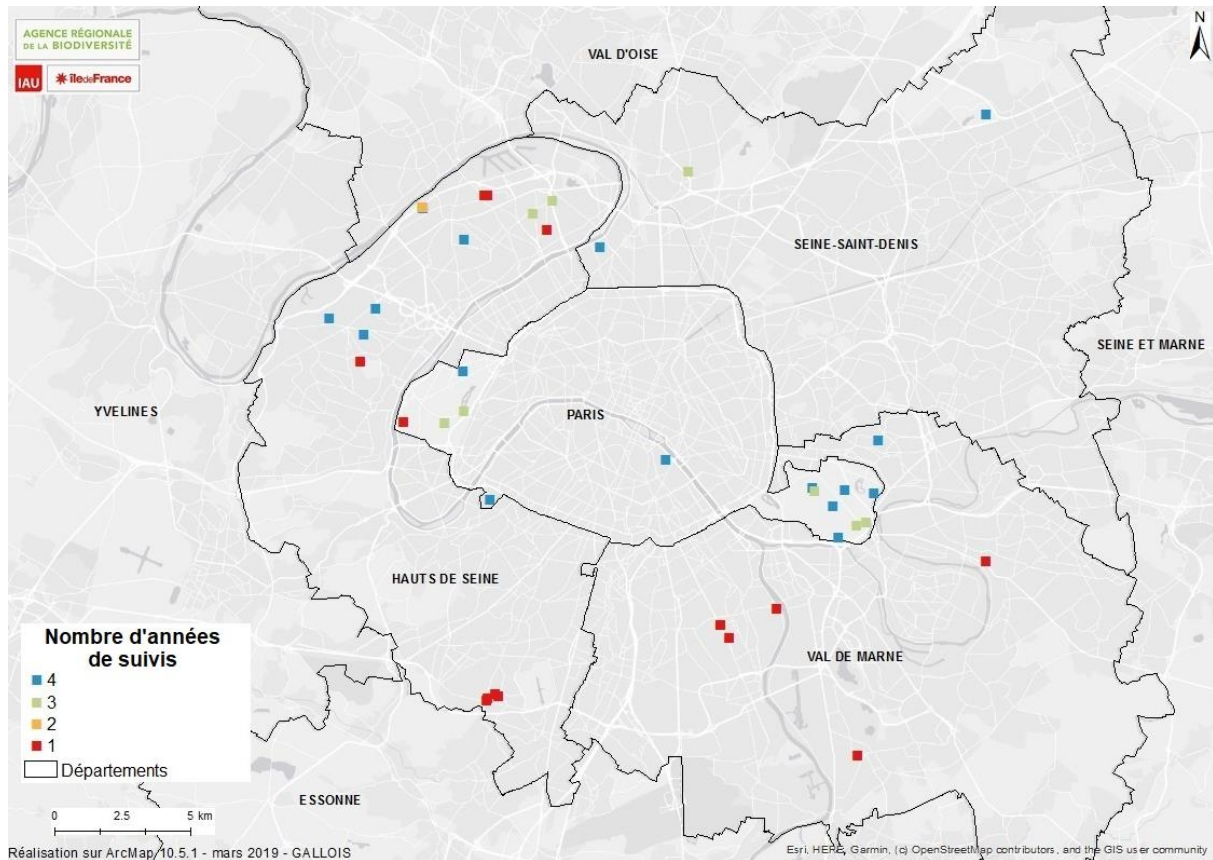 AGENCE RÉGIONALE
DE LA BIODIVERSITÉ
IAU
îledeFrance
N
VAL D'OISE
SEINE-SAINT-DENIS
SEINE ET MARNE
YVELINES
PARIS
HAUTS DE SEINE
VAL DE MARNE
ESSONNE
Nombre d'années
de suivis
4
3
2
1
Départements
0 2.5 5 km
Réalisation sur ArcMap 10.5.1 - mars 2019 - GALLOIS
Esri, HERE, Garmin, (c) OpenStreetMap contributors, and the GIS user community